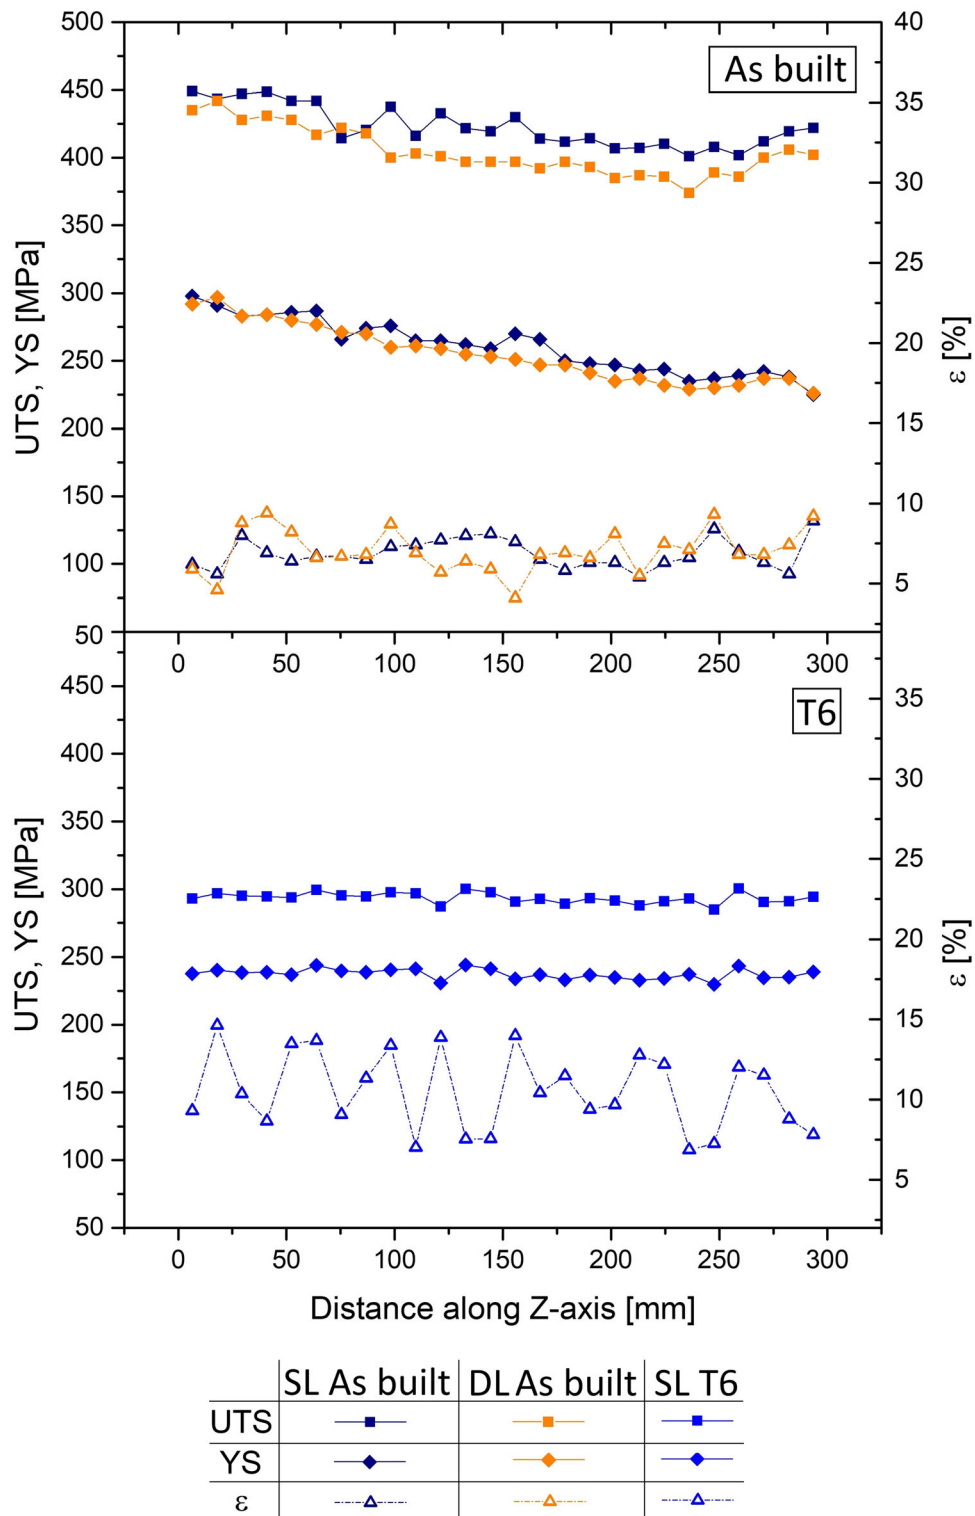 500
450
400
350
300
250
200
150
100
50
UTS, YS [MPa]
As built
40
35
30
25
20
15
10
5
ε [%]
0 50 100 150 200 250 300
450
400
350
300
250
200
150
100
50
UTS, YS [MPa]
T6
35
30
25
20
15
10
5
ε [%]
0 50 100 150 200 250 300
Distance along Z-axis [mm]
SL As built DL As built SL T6
UTS
YS
ε